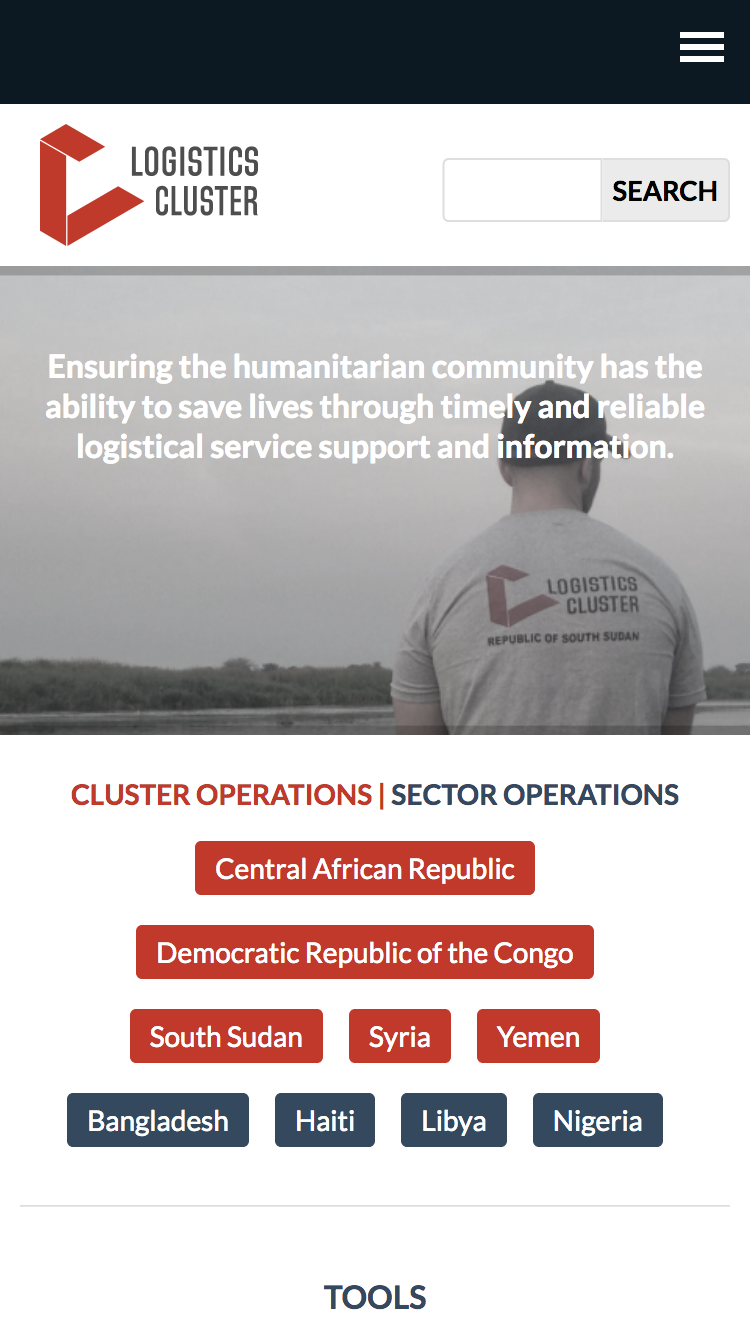 LOGISTICS
CLUSTER
SEARCH
Ensuring the humanitarian community has the
ability to save lives through timely and reliable
logistical service support and information.
LOGISTICS
CLUSTER
REPUBLIC OF SOUTH SUDAN
CLUSTER OPERATIONS | SECTOR OPERATIONS
Central African Republic
Democratic Republic of the Congo
South Sudan Syria Yemen
Bangladesh Haiti Libya Nigeria
TOOLS